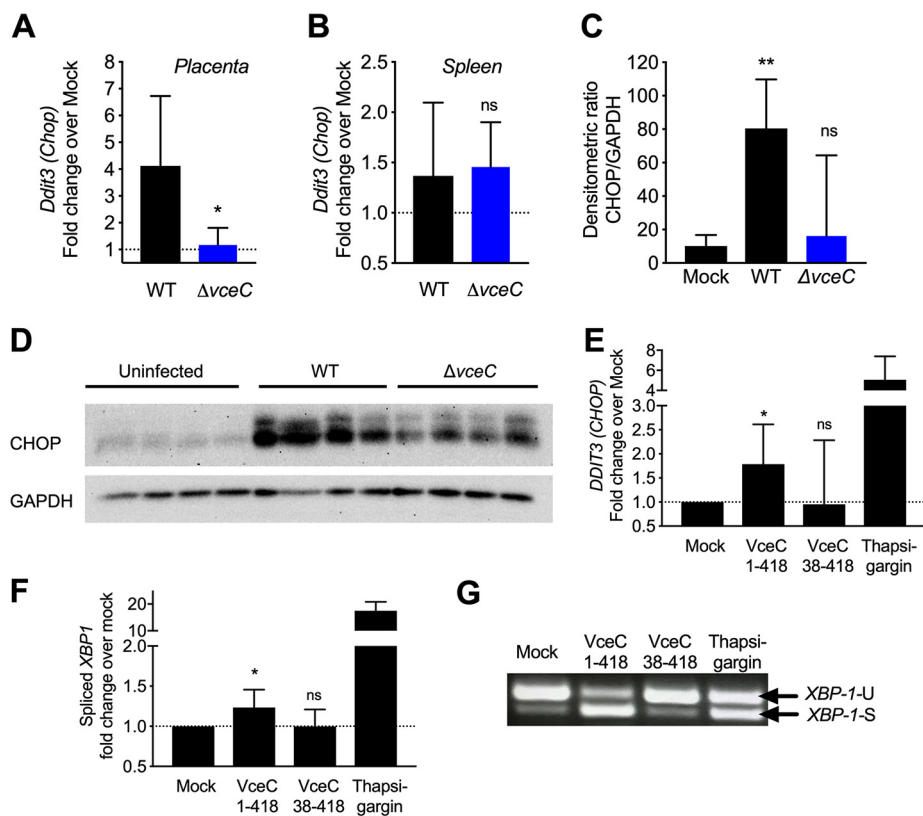 A
Placenta
Ddit3 (Chop)
Fold change over Mock
8
7
6
5
4
3
2
1
*
WT
ΔvceC
B
Spleen
Ddit3 (Chop)
Fold change over Mock
2.5
2.0
1.5
1.0
0.5
ns
WT
ΔvceC
C
Densitometric ratio
CHOP/GAPDH
120
100
80
60
40
20
0
**
ns
Mock
WT
ΔvceC
D
Uninfected
WT
ΔvceC
CHOP
GAPDH
E
DDIT3 (CHOP)
Fold change over Mock
8
6
4
3.0
2.5
2.0
1.5
1.0
0.5
*
ns
Mock
VceC
1-418
VceC
38-418
Thapsi-
gargin
F
Spliced XBP1
fold change over mock
20
10
2.0
1.5
1.0
0.5
*
ns
Mock
VceC
1-418
VceC
38-418
Thapsi-
gargin
G
Mock
VceC
1-418
VceC
38-418
Thapsi-
gargin
XBP-1-U
XBP-1-S